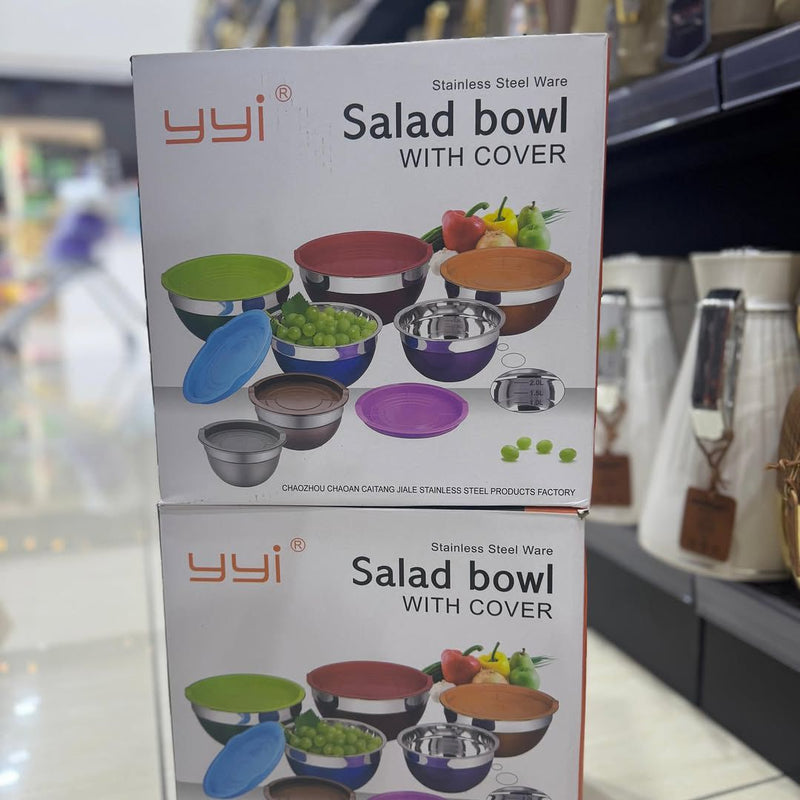 yyi ®
Stainless Steel Ware
Salad bowl
WITH COVER
2.0L
1.5L
1.0L
CHAOZHOU CHAOAN CAITANG JIALE STAINLESS STEEL PRODUCTS FACTORY
yyi ®
Stainless Steel Ware
Salad bowl
WITH COVER